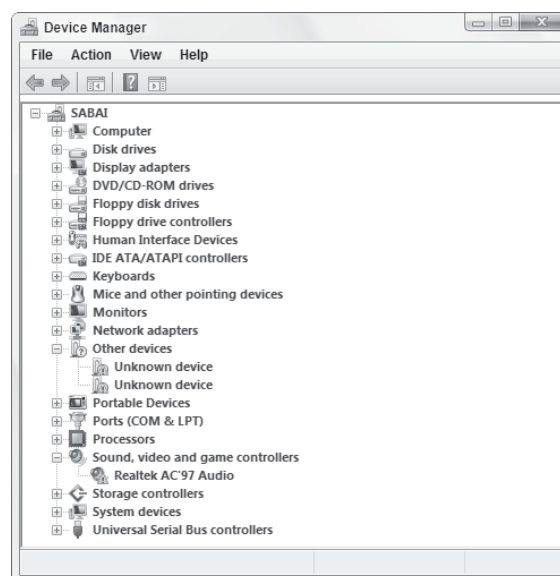 Device Manager
File Action View Help
SABAI
Computer
Disk drives
Display adapters
DVD/CD-ROM drives
Floppy disk drives
Floppy drive controllers
Human Interface Devices
IDE ATA/ATAPI controllers
Keyboards
Mice and other pointing devices
Monitors
Network adapters
Other devices
Unknown device
Unknown device
Portable Devices
Ports (COM & LPT)
Processors
Sound, video and game controllers
Realtek AC'97 Audio
Storage controllers
System devices
Universal Serial Bus controllers